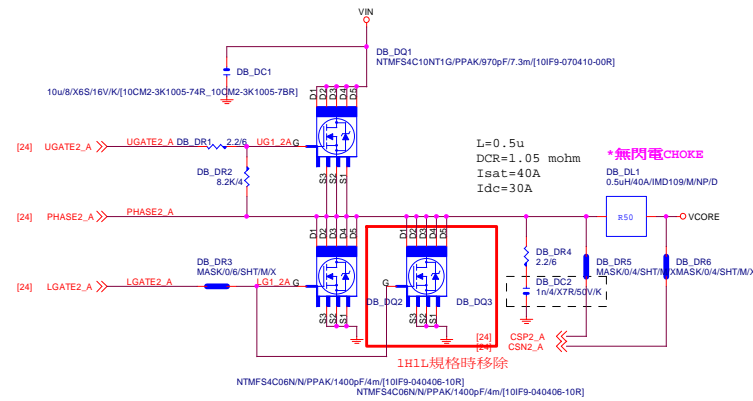 VIN
DB_DQ1
NTMFS4C10NT1G/PPAK/970pF/7.3m/[10IF9-070410-00R]
DB_DC1
10u/8/X6S/16V/K/[10CM2-3K1005-74R_10CM2-3K1005-7BR]
D1 D2 D3 D4 D5
[24] UGATE2_A UGATE2_A DB_DR1 2.2/6 UG1_2A G
S3 S2 S1
DB_DR2
8.2K/4
L=0.5u
DCR=1.05 mohm
Isat=40A
Idc=30A
*無閃電CHOKE
DB_DL1
0.5uH/40A/IMD109/M/NP/D
R50
VCORE
[24] PHASE2_A PHASE2_A
D1 D2 D3 D4 D5
D1 D2 D3 D4 D5
DB_DR3
MASK/0/6/SHT/M/X
[24] LGATE2_A LGATE2_A LG1_2A G
G
DB_DQ2
DB_DQ3
S3 S2 S1
S3 S2 S1
DB_DR4
2.2/6
DB_DC2
1n/4/X7R/50V/K
DB_DR5
MASK/0/4/SHT/M/X
DB_DR6
MASK/0/4/SHT/M/X
[24] CSP2_A
[24] CSN2_A
1H1L規格時移除
NTMFS4C06N/N/PPAK/1400pF/4m/[10IF9-040406-10R]
NTMFS4C06N/N/PPAK/1400pF/4m/[10IF9-040406-10R]